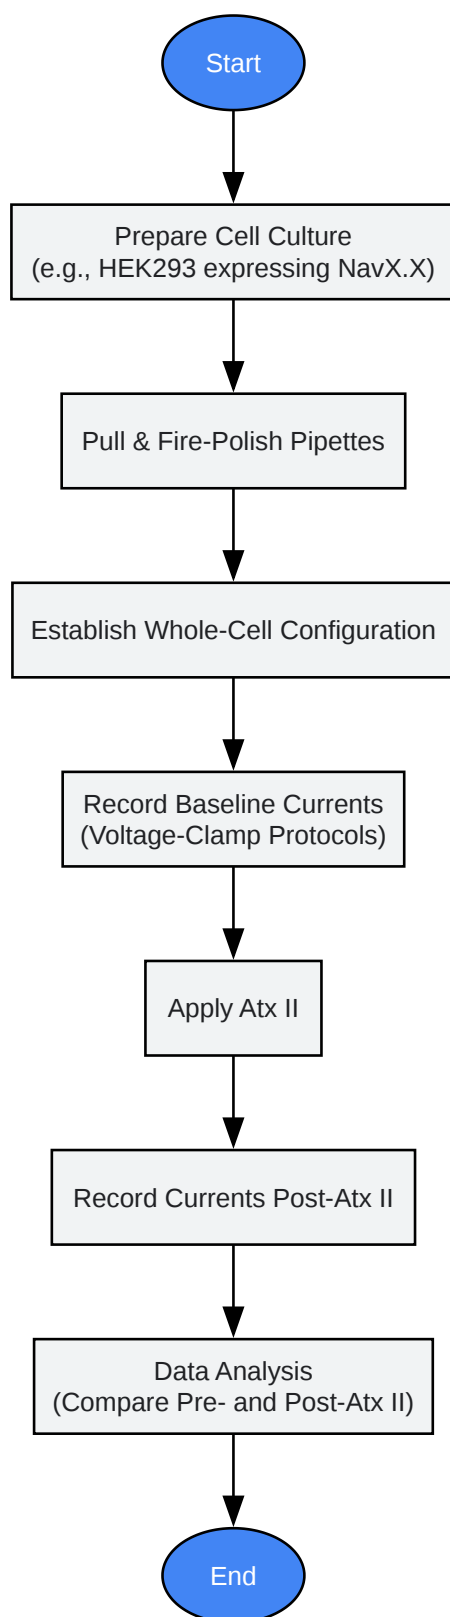 Start
Prepare Cell Culture
(e.g., HEK293 expressing NavX.X)
Pull & Fire-Polish Pipettes
Establish Whole-Cell Configuration
Record Baseline Currents
(Voltage-Clamp Protocols)
Apply Atx II
Record Currents Post-Atx II
Data Analysis
(Compare Pre- and Post-Atx II)
End